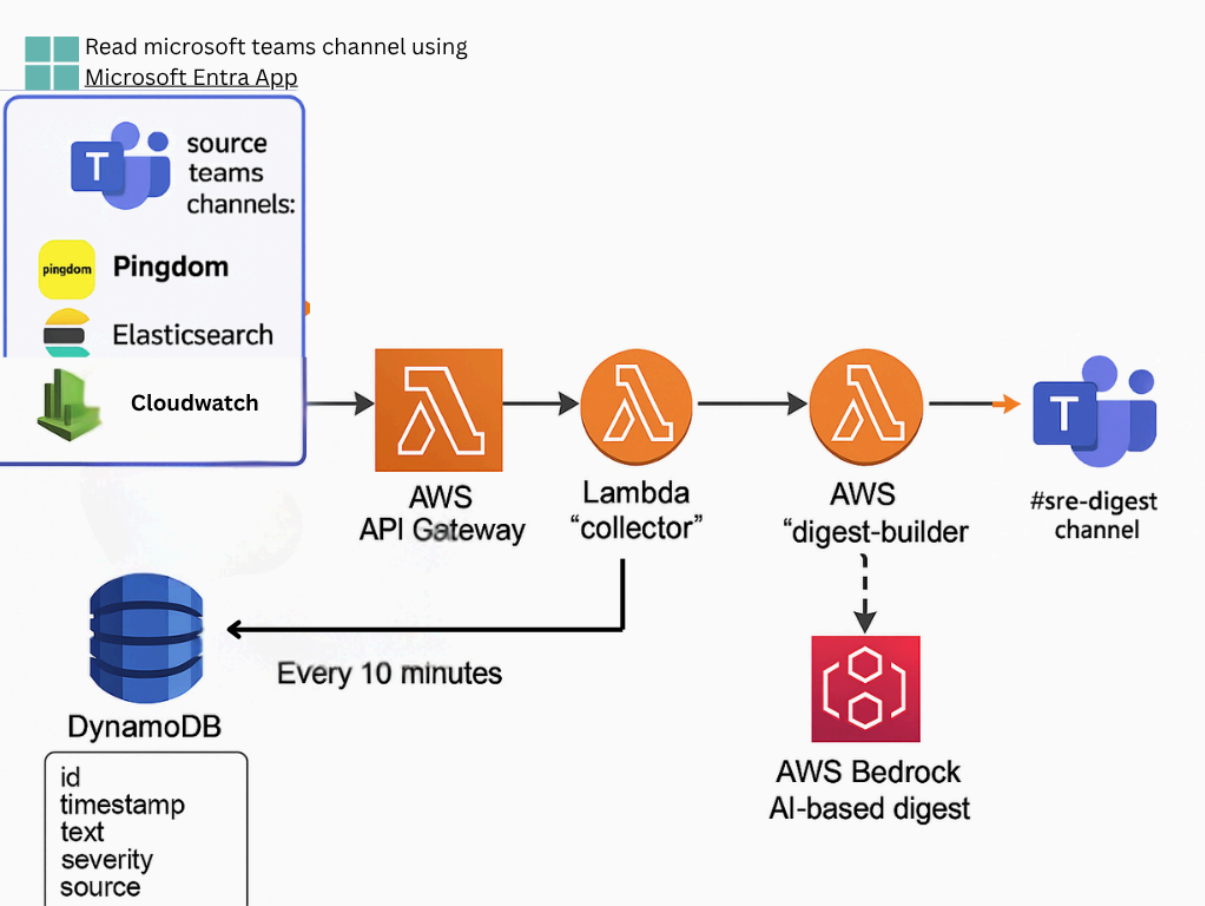 Read microsoft teams channel using
Microsoft Entra App
T
source
teams
channels:
pingdom
Pingdom
Elasticsearch
Cloudwatch
AWS
API Gateway
Lambda
“collector”
AWS
“digest-builder
T
#sre-digest
channel
Every 10 minutes
DynamoDB
id
timestamp
text
severity
source
AWS Bedrock
AI-based digest